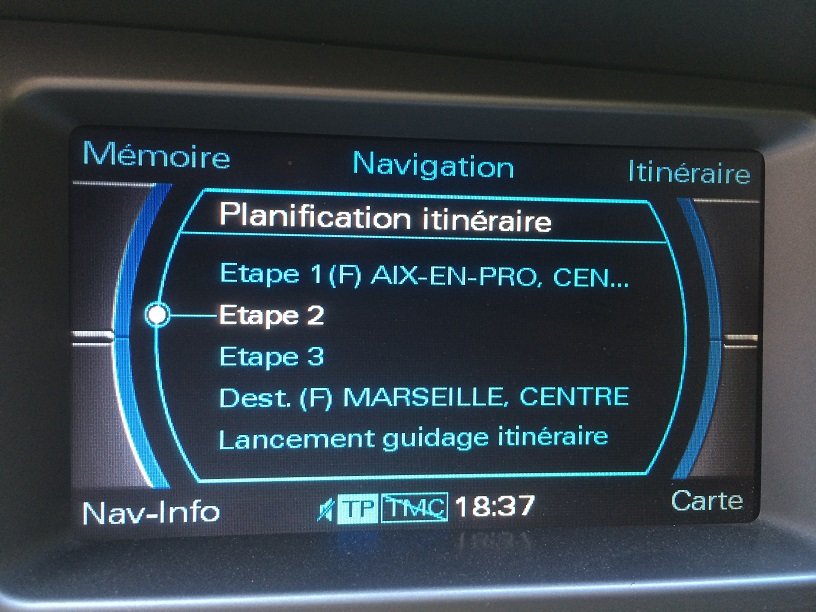 Mémoire Navigation Itinéraire
Planification itinéraire
Etape 1 (F) AIX-EN-PRO, CEN...
Etape 2
Etape 3
Dest. (F) MARSEILLE, CENTRE
Lancement guidage itinéraire
Nav-Info TP TMC 18:37 Carte